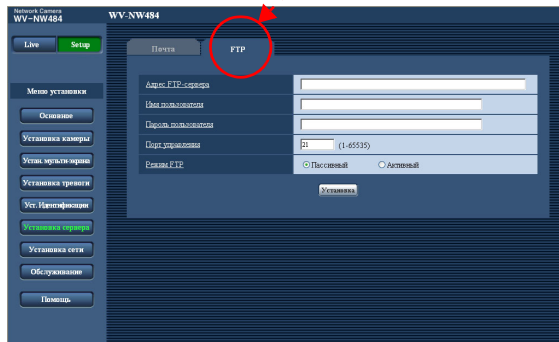 Network Camera
WV-NW484
WV-NW484
Live
Setup
Меню установки
Основное
Установка камеры
Устан. мульти-экрана
Установка тревоги
Уст. Идентификации
Установка сервера
Установка сети
Обслуживание
Помощь
Почта
FTP
Адрес FTP-сервера
Имя пользователя
Пароль пользователя
Порт управления
21
(1-65535)
Режим FTP
Пассивный
Активный
Установка